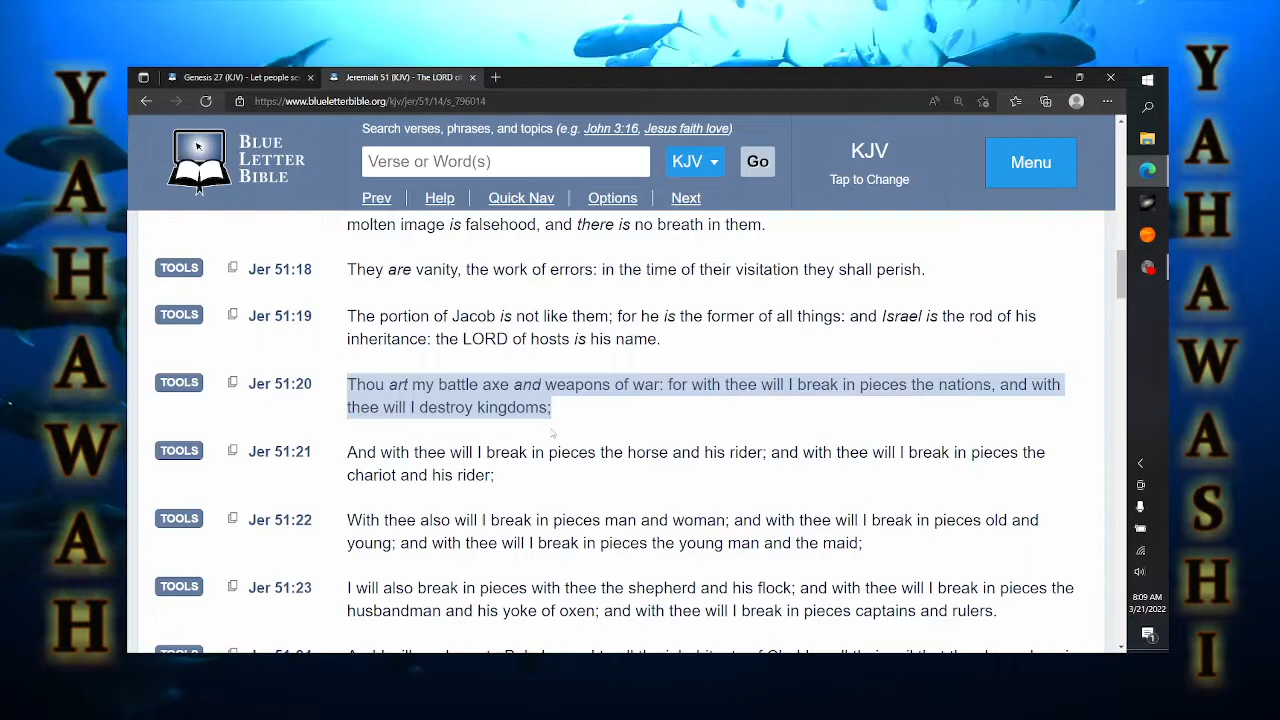 YAHAWAH
Genesis 27 (KJV) - Let people se
Jeremiah 51 (KJV) - The LORD of
https://www.blueletterbible.org/kjv/jer/51/14/s_796014
BLUE
LETTER
BIBLE
Search verses, phrases, and topics (e.g. John 3:16, Jesus faith love)
Verse or Word(s)
KJV
Go
Prev
Help
Quick Nav
Options
Next
KJV
Tap to Change
Menu
molten image is falsehood, and there is no breath in them.
TOOLS
Jer 51:18
They are vanity, the work of errors: in the time of their visitation they shall perish.
TOOLS
Jer 51:19
The portion of Jacob is not like them; for he is the former of all things: and Israel is the rod of his
inheritance: the LORD of hosts is his name.
TOOLS
Jer 51:20
Thou art my battle axe and weapons of war: for with thee will I break in pieces the nations, and with
thee will I destroy kingdoms;
TOOLS
Jer 51:21
And with thee will I break in pieces the horse and his rider; and with thee will I break in pieces the
chariot and his rider;
TOOLS
Jer 51:22
With thee also will I break in pieces man and woman; and with thee will I break in pieces old and
young; and with thee will I break in pieces the young man and the maid;
TOOLS
Jer 51:23
I will also break in pieces with thee the shepherd and his flock; and with thee will I break in pieces the
husbandman and his yoke of oxen; and with thee will I break in pieces captains and rulers.
8:09 AM
3/21/2022
YAHAWASHI